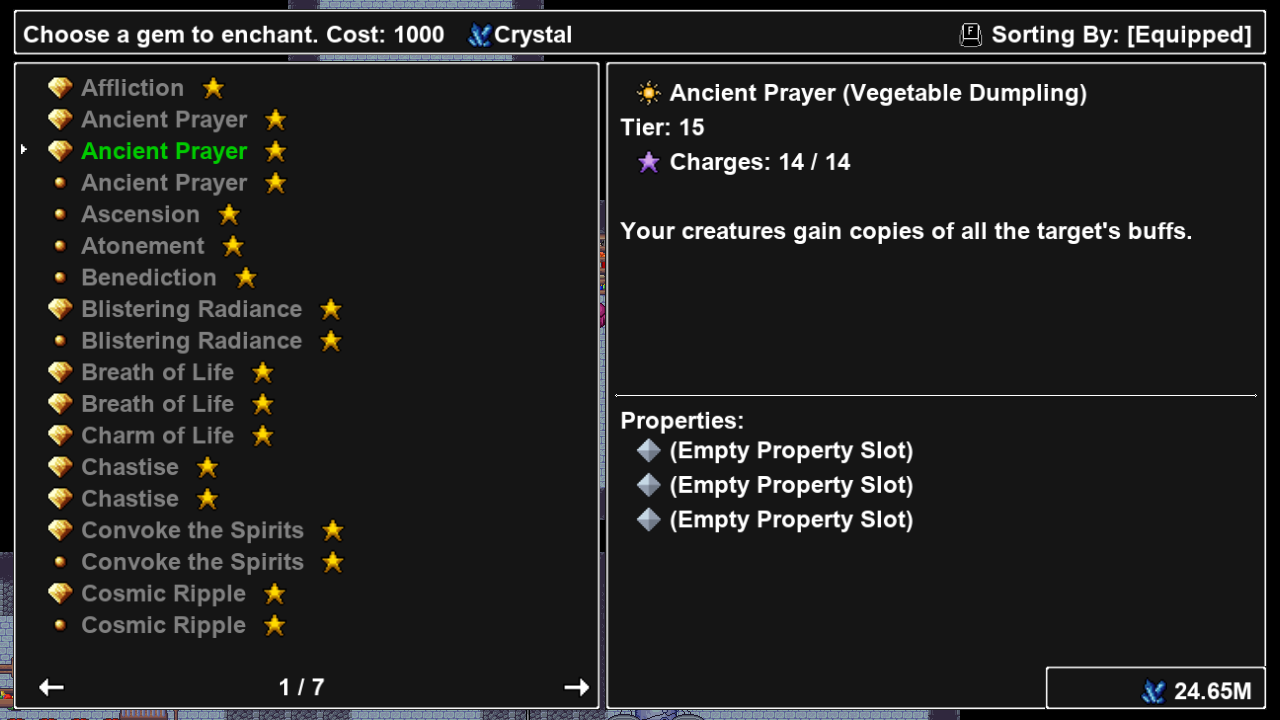 Choose a gem to enchant. Cost: 1000 Crystal
F Sorting By: [Equipped]
Affliction
Ancient Prayer
Ancient Prayer
Ancient Prayer
Ascension
Atonement
Benediction
Blistering Radiance
Blistering Radiance
Breath of Life
Breath of Life
Charm of Life
Chastise
Chastise
Convoke the Spirits
Convoke the Spirits
Cosmic Ripple
Cosmic Ripple
1 / 7
Ancient Prayer (Vegetable Dumpling)
Tier: 15
Charges: 14 / 14
Your creatures gain copies of all the target's buffs.
Properties:
(Empty Property Slot)
(Empty Property Slot)
(Empty Property Slot)
24.65M